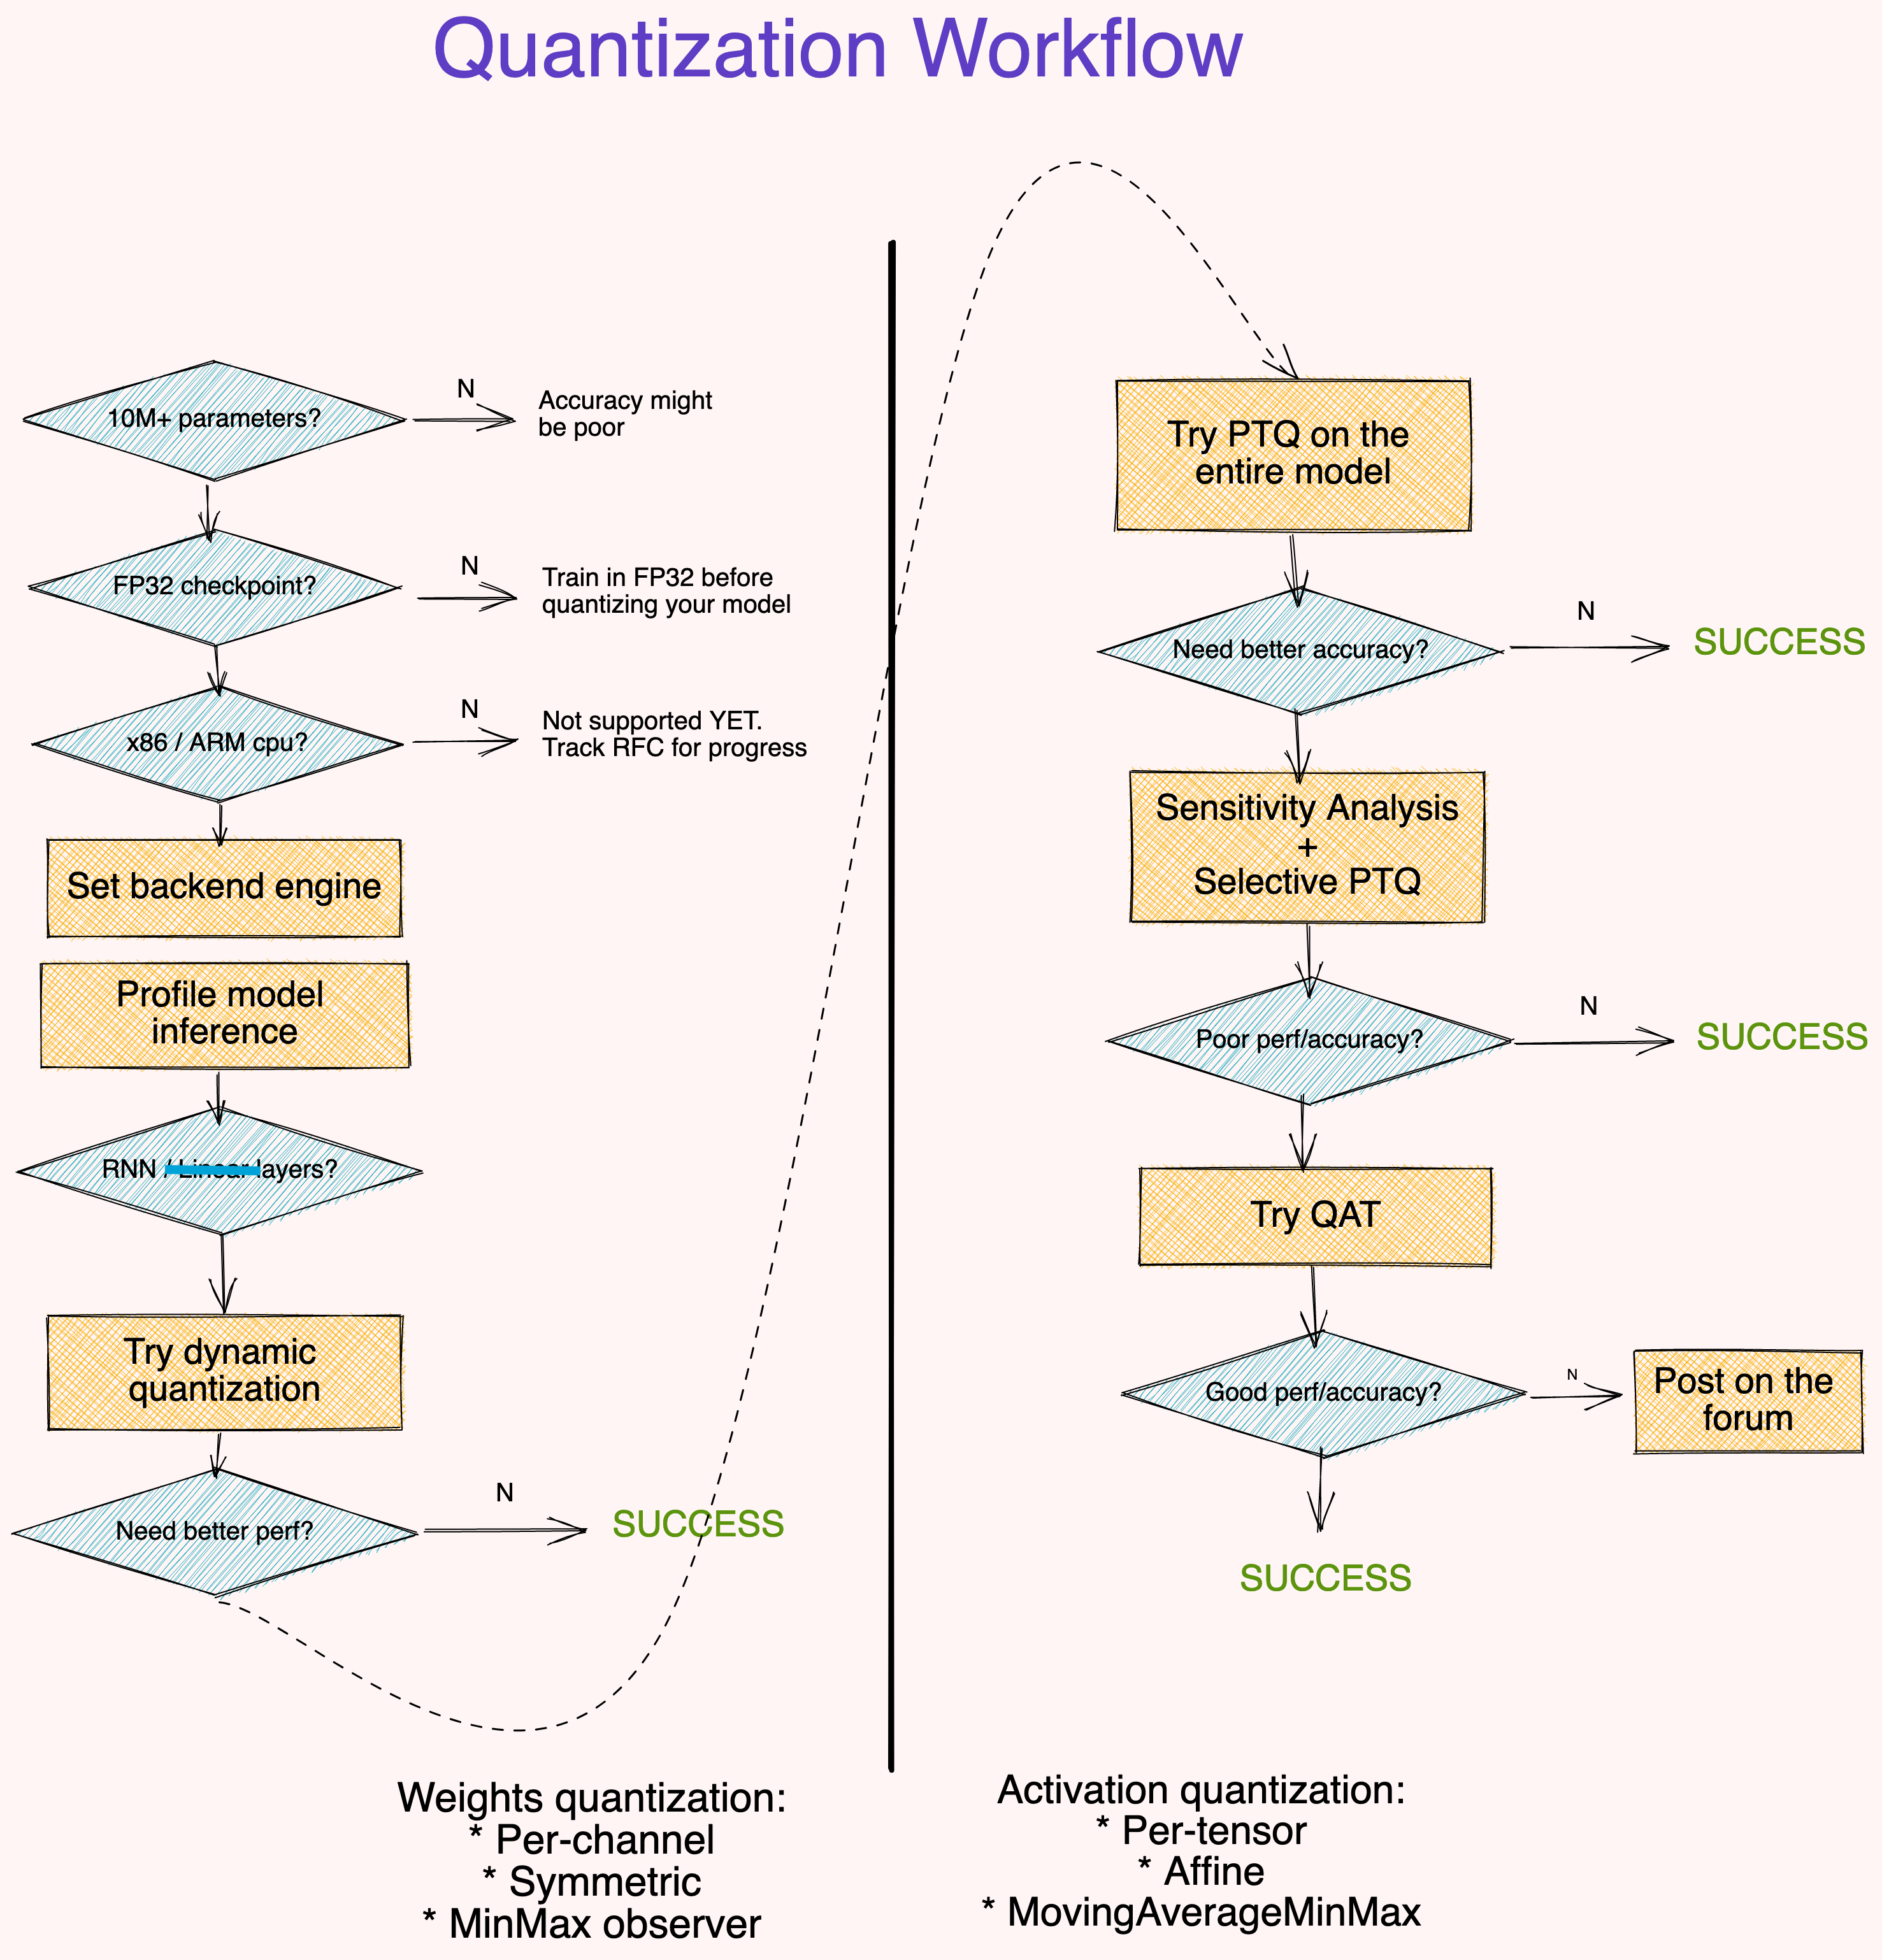 Quantization Workflow
10M+ parameters?
N
Accuracy might
be poor
FP32 checkpoint?
N
Train in FP32 before
quantizing your model
x86 / ARM cpu?
N
Not supported YET.
Track RFC for progress
Set backend engine
Profile model
inference
RNN / Linear layers?
Try dynamic
quantization
Need better perf?
N
SUCCESS
Try PTQ on the
entire model
Need better accuracy?
N
SUCCESS
Sensitivity Analysis
+
Selective PTQ
Poor perf/accuracy?
N
SUCCESS
Try QAT
Good perf/accuracy?
N
Post on the
forum
SUCCESS
Weights quantization:
* Per-channel
* Symmetric
* MinMax observer
Activation quantization:
* Per-tensor
* Affine
* MovingAverageMinMax